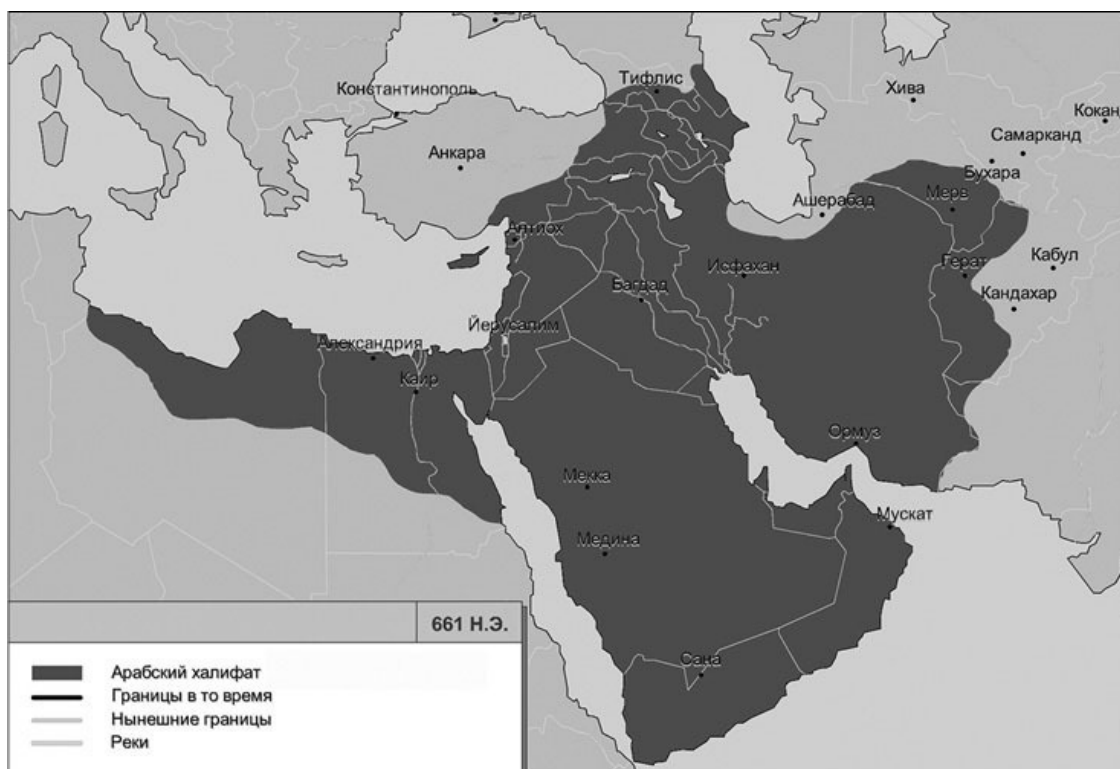 Тифлис
Хива
Константинополь
Коканд
Самарканд
Анкара
Бухара
Мерв
Ашерабад
Антиох
Кабул
Исфахан
Герат
Багдад
Кандахар
Йерусалим
Александрия
Каир
Ормуз
Мекка
Мускат
Медина
661 Н.Э.
Сана
Арабский халифат
Границы в то время
Нынешние границы
Реки